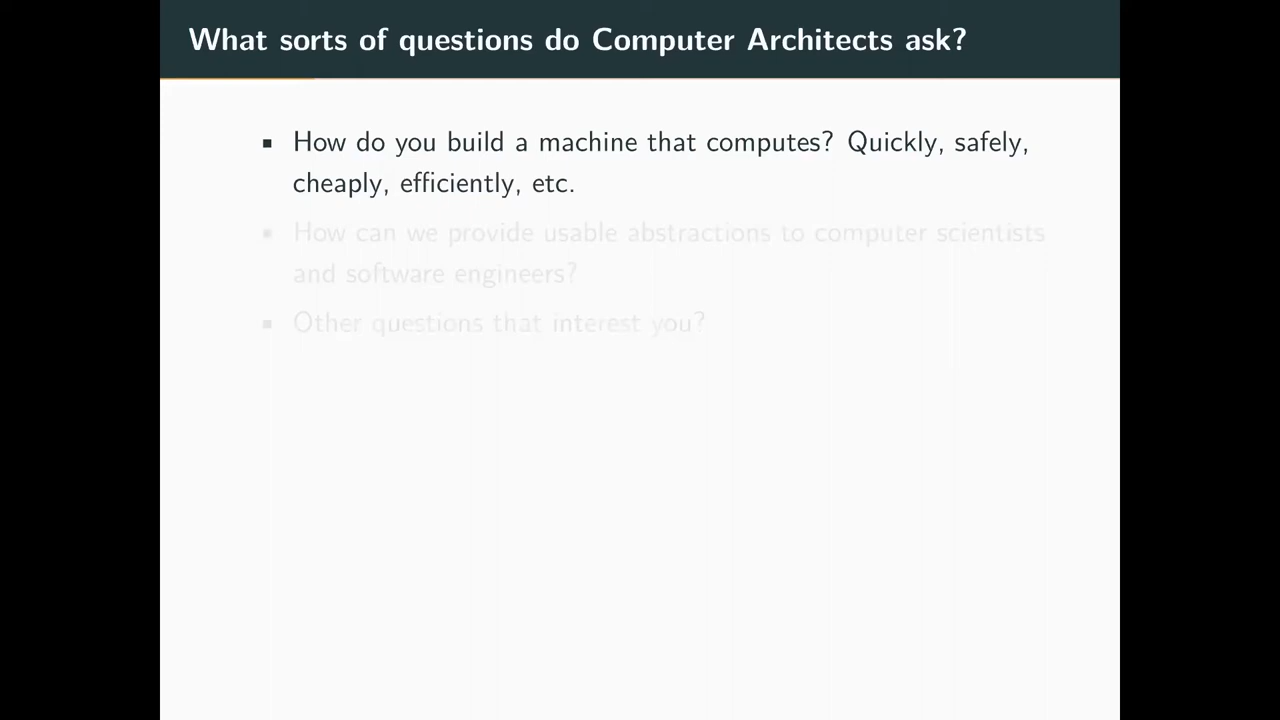 What sorts of questions do Computer Architects ask?
▪ How do you build a machine that computes? Quickly, safely,
cheaply, efficiently, etc.
▪ How can we provide usable abstractions to computer scientists
and software engineers?
▪ Other questions that interest you?